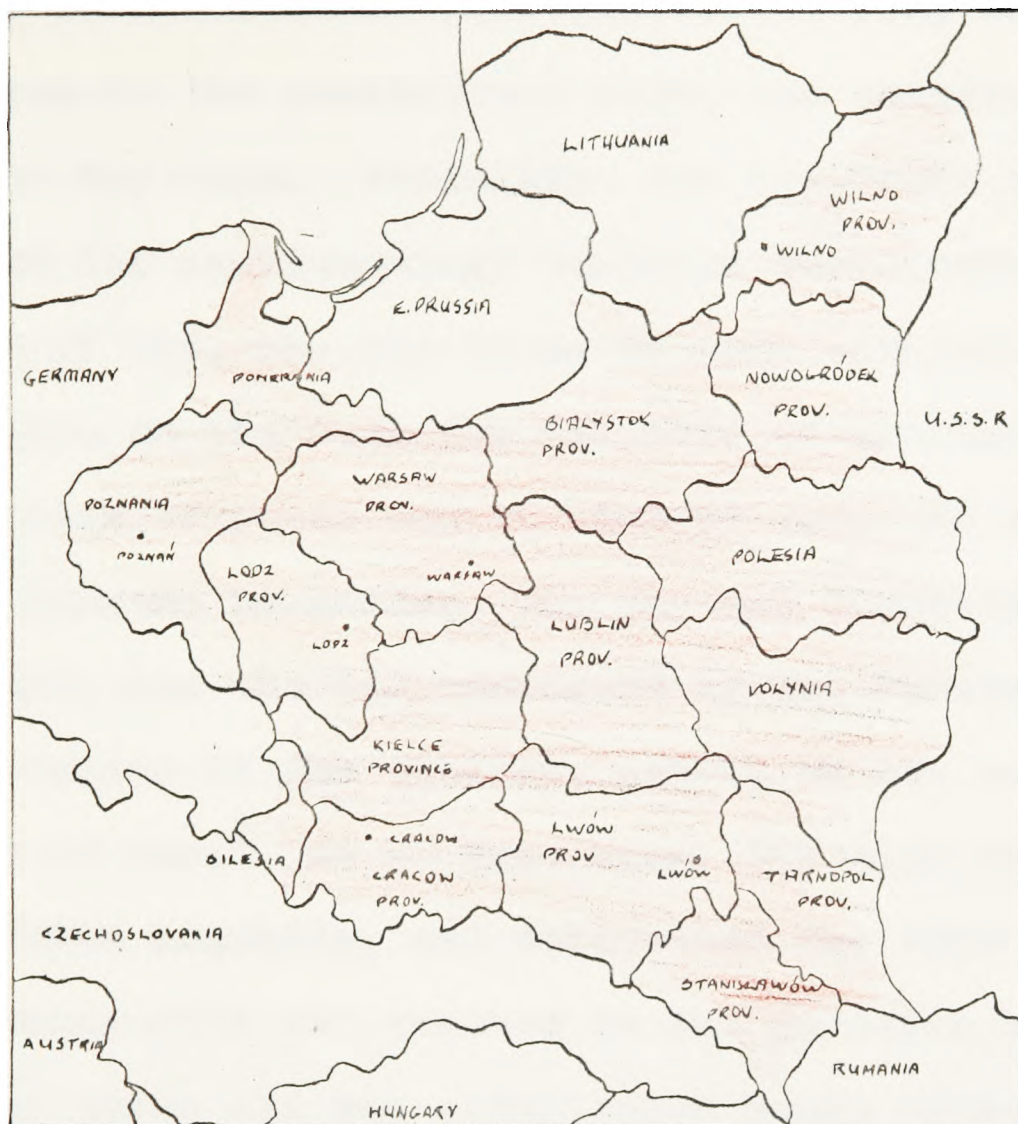 LITHUANIA
WILNO
PROV.
WILNO
E. PRUSSIA
GERMANY
POMERANIA
NOWOGRÓDEK
PROV.
U.S.S.R
BIALYSTOK
PROV.
WARSAW
PROV.
POZNANIA
POZNAŃ
LODZ
PROV.
WARSAW
POLESIA
LODZ
LUBLIN
PROV.
VOLYNIA
KIELCE
PROVINCE
CRACOW
CRACOW
PROV.
LWÓW
PROV
LWÓW
SILESIA
TARNOPOL
PROV.
CZECHOSLOVAKIA
STANISŁAWÓW
PROV.
AUSTRIA
RUMANIA
HUNGARY